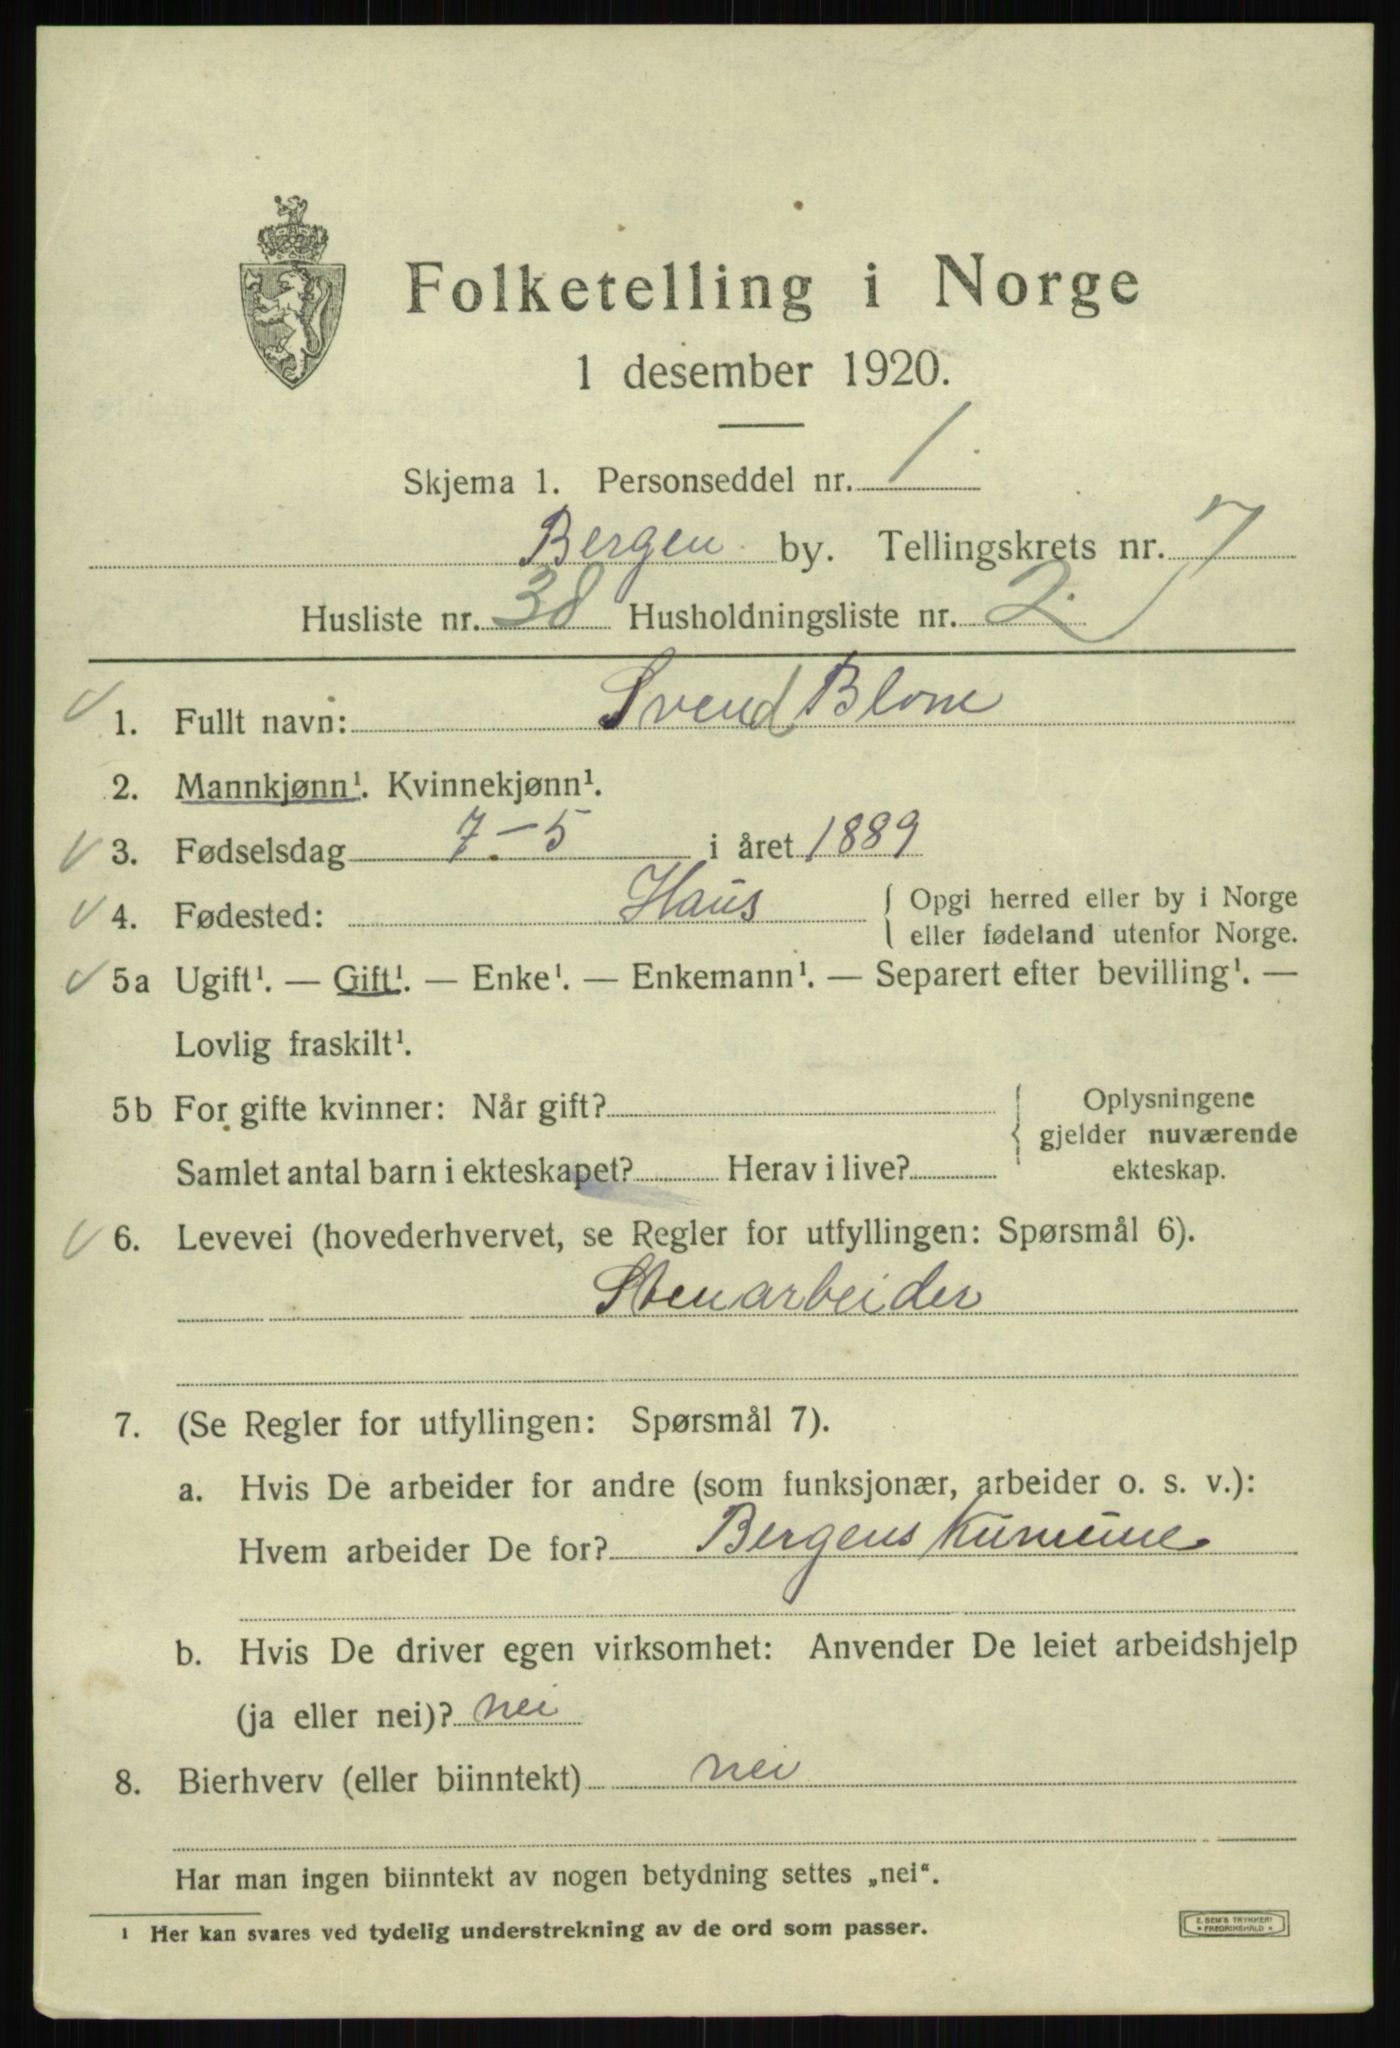 Folketelling i Norge
1 desember 1920.
Skjema 1. Personseddel nr. 1.
Bergen by. Tellingskrets nr. 7
Husliste nr. 38 Husholdningsliste nr. 2.
1. Fullt navn: Svend Blom
2. Mannkjønn¹. Kvinnekjønn¹.
3. Fødselsdag 7-5 i året 1889
4. Fødested: Haus { Opgi herred eller by i Norge
eller fødeland utenfor Norge.
5a Ugift¹. — Gift¹. — Enke¹. — Enkemann¹. — Separert efter bevilling¹. —
Lovlig fraskilt¹.
5b For gifte kvinner: Når gift?
Samlet antal barn i ekteskapet? Herav i live?
{ Oplysningene
gjelder nuværende
ekteskap.
6. Levevei (hovederhvervet, se Regler for utfyllingen: Spørsmål 6).
Stenarbeider
7. (Se Regler for utfyllingen: Spørsmål 7).
a. Hvis De arbeider for andre (som funksjonær, arbeider o. s. v.):
Hvem arbeider De for? Bergens Kumune
b. Hvis De driver egen virksomhet: Anvender De leiet arbeidshjelp
(ja eller nei)? nei
8. Bierhverv (eller biinntekt) nei
Har man ingen biinntekt av nogen betydning settes „nei“.
¹ Her kan svares ved tydelig understrekning av de ord som passer.
E. SEM'S TRYKKERI
• FREDRIKSHALD •